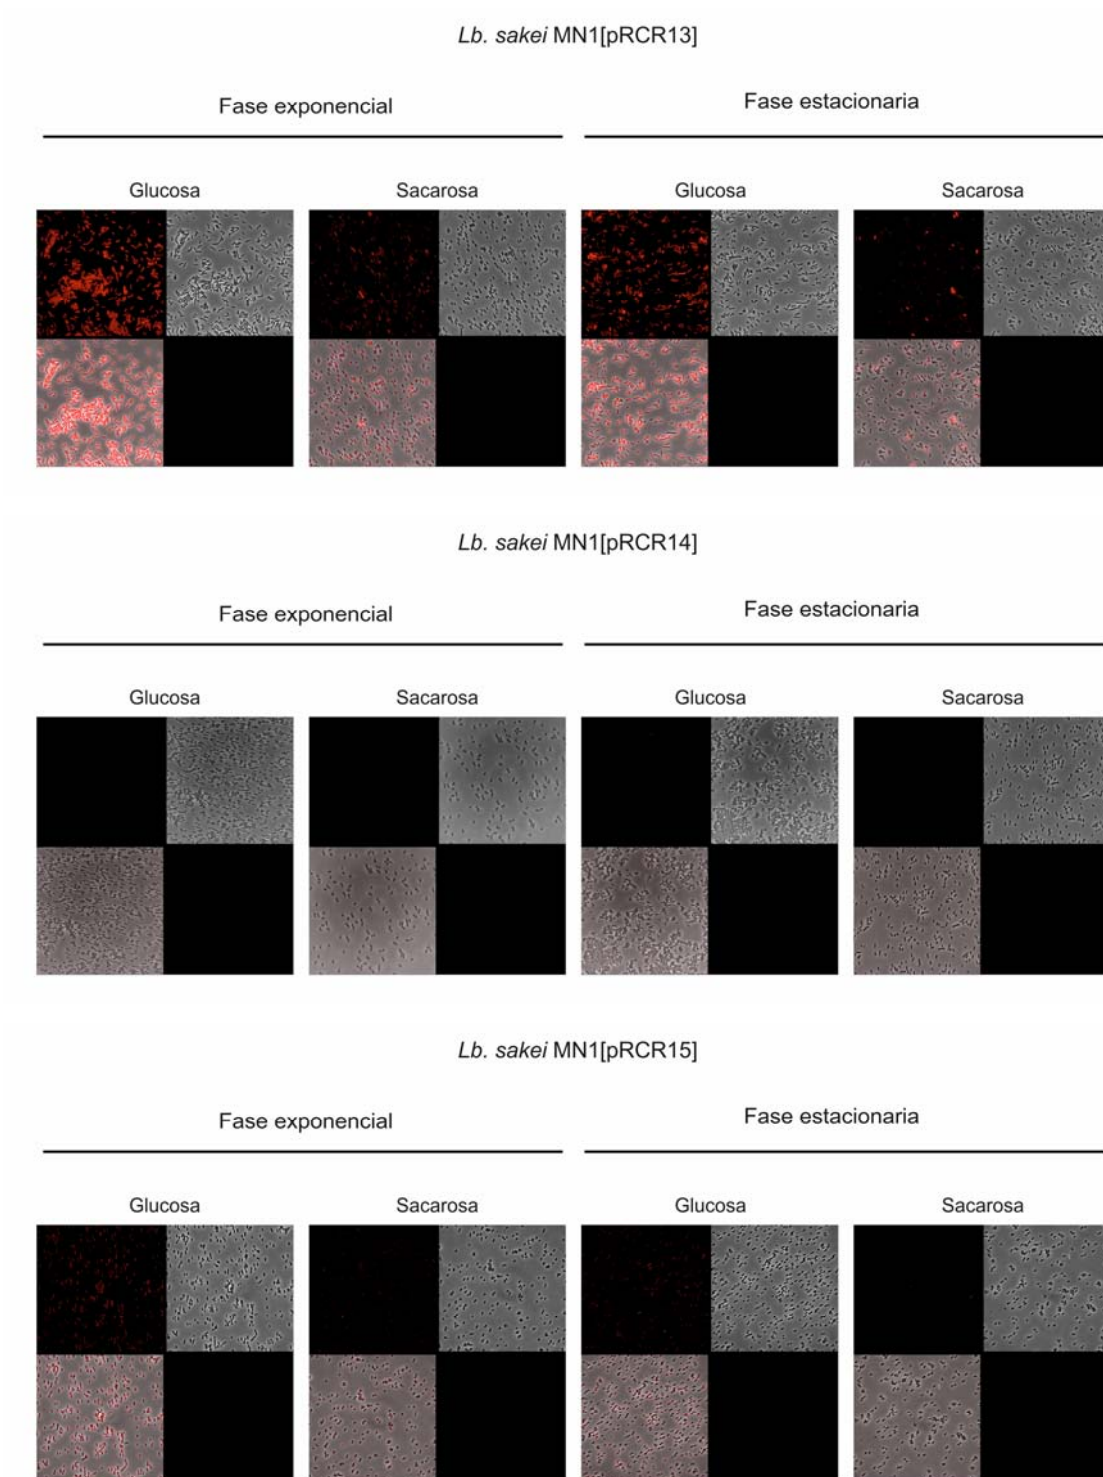 Lb. sakei MN1[pRCR13]
Fase exponencial
Fase estacionaria
Glucosa
Sacarosa
Glucosa
Sacarosa
Lb. sakei MN1[pRCR14]
Fase exponencial
Fase estacionaria
Glucosa
Sacarosa
Glucosa
Sacarosa
Lb. sakei MN1[pRCR15]
Fase exponencial
Fase estacionaria
Glucosa
Sacarosa
Glucosa
Sacarosa